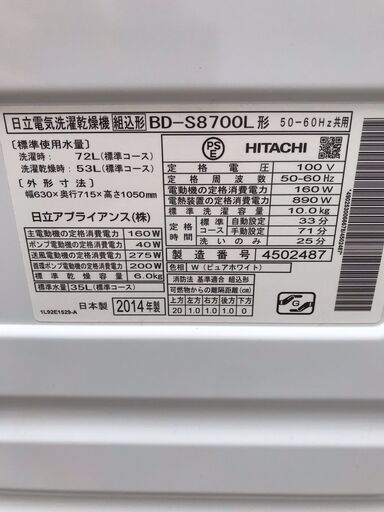 日立電気洗濯乾燥機 組込形 BD-S8700L形 50-60Hz共用
[標準使用水量]
洗濯時: 72L(標準コース)
洗濯乾燥時: 53L(標準コース)
[外形寸法]
幅630×奥行715×高さ1050mm
日立アプライアンス(株)
主電動機の定格消費電力 160W
ポンプ電動機の定格消費電力 40W
送風電動機の定格消費電力 275W
循環ポンプ電動機の定格消費電力 200W
定格乾燥容量 6.0kg
標準水量 35L(標準コース)
1L92E1529-A
日本製 2014年製
PSE
HITACHI
定格電圧 100V
定格周波数 50-60Hz
電動機の定格消費電力 160W
電熱装置の定格消費電力 890W
標準洗濯容量 10.0kg
定格時間 自動設定標準 33分
手動設定 71分
洗いのみ 25分
製造番号 4502487
色相 W (ピュアホワイト)
消防法 基準適合 組込形
可燃物からの離隔距離(cm)
上方 左方 右方 前方 後方
20 1.0 1.0 1.0 0
G